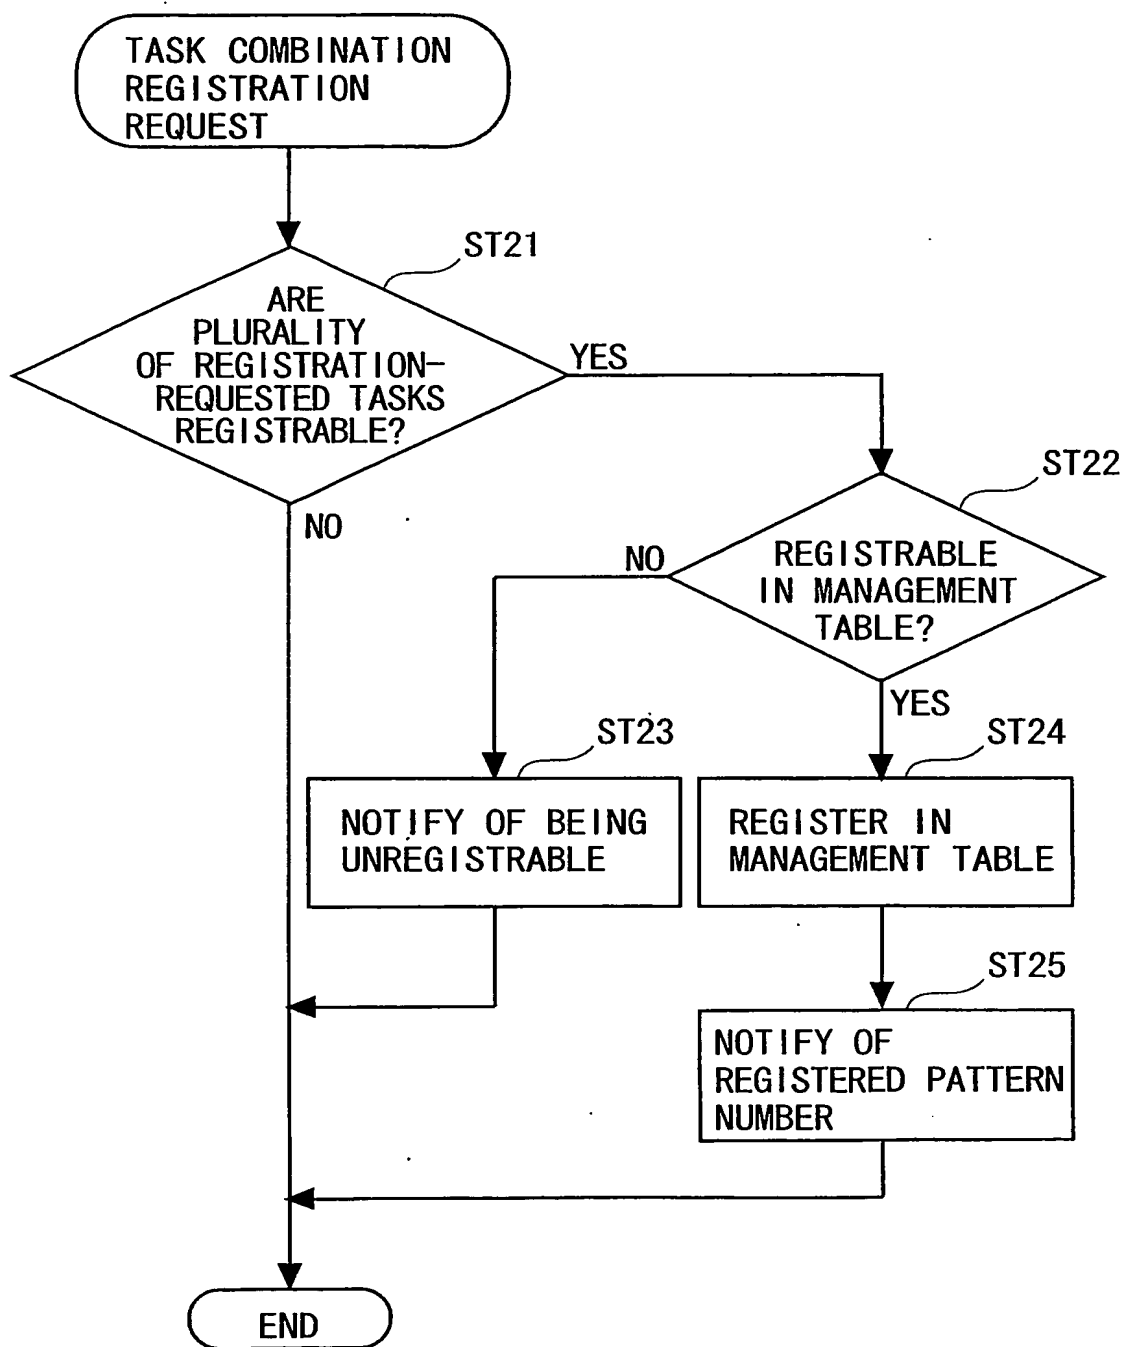 TASK COMBINATION
REGISTRATION
REQUEST
ST21
ARE
PLURALITY
OF REGISTRATION-
REQUESTED TASKS
REGISTRABLE?
YES
NO
ST22
REGISTRABLE
IN MANAGEMENT
TABLE?
NO
YES
ST23
NOTIFY OF BEING
UNREGISTRABLE
ST24
REGISTER IN
MANAGEMENT TABLE
ST25
NOTIFY OF
REGISTERED PATTERN
NUMBER
END